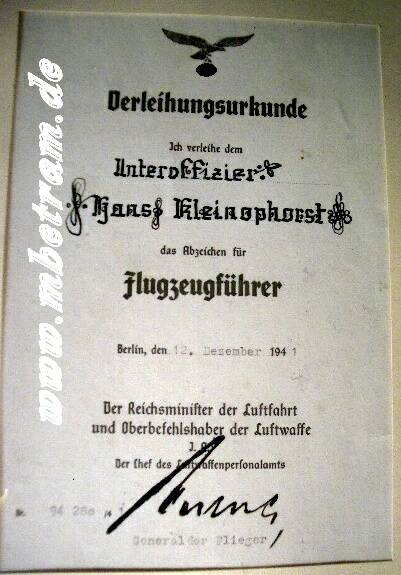 Verleihungsurkunde
Ich verleihe dem
Unteroffizier
Hans Kleinophorst
das Abzeichen für
Flugzeugführer
Berlin, den 12. Dezember 1941
Der Reichsminister der Luftfahrt
und Oberbefehlshaber der Luftwaffe
J.
Der Chef des Luftwaffenpersonalamts
General der Flieger
www.mbetram.de